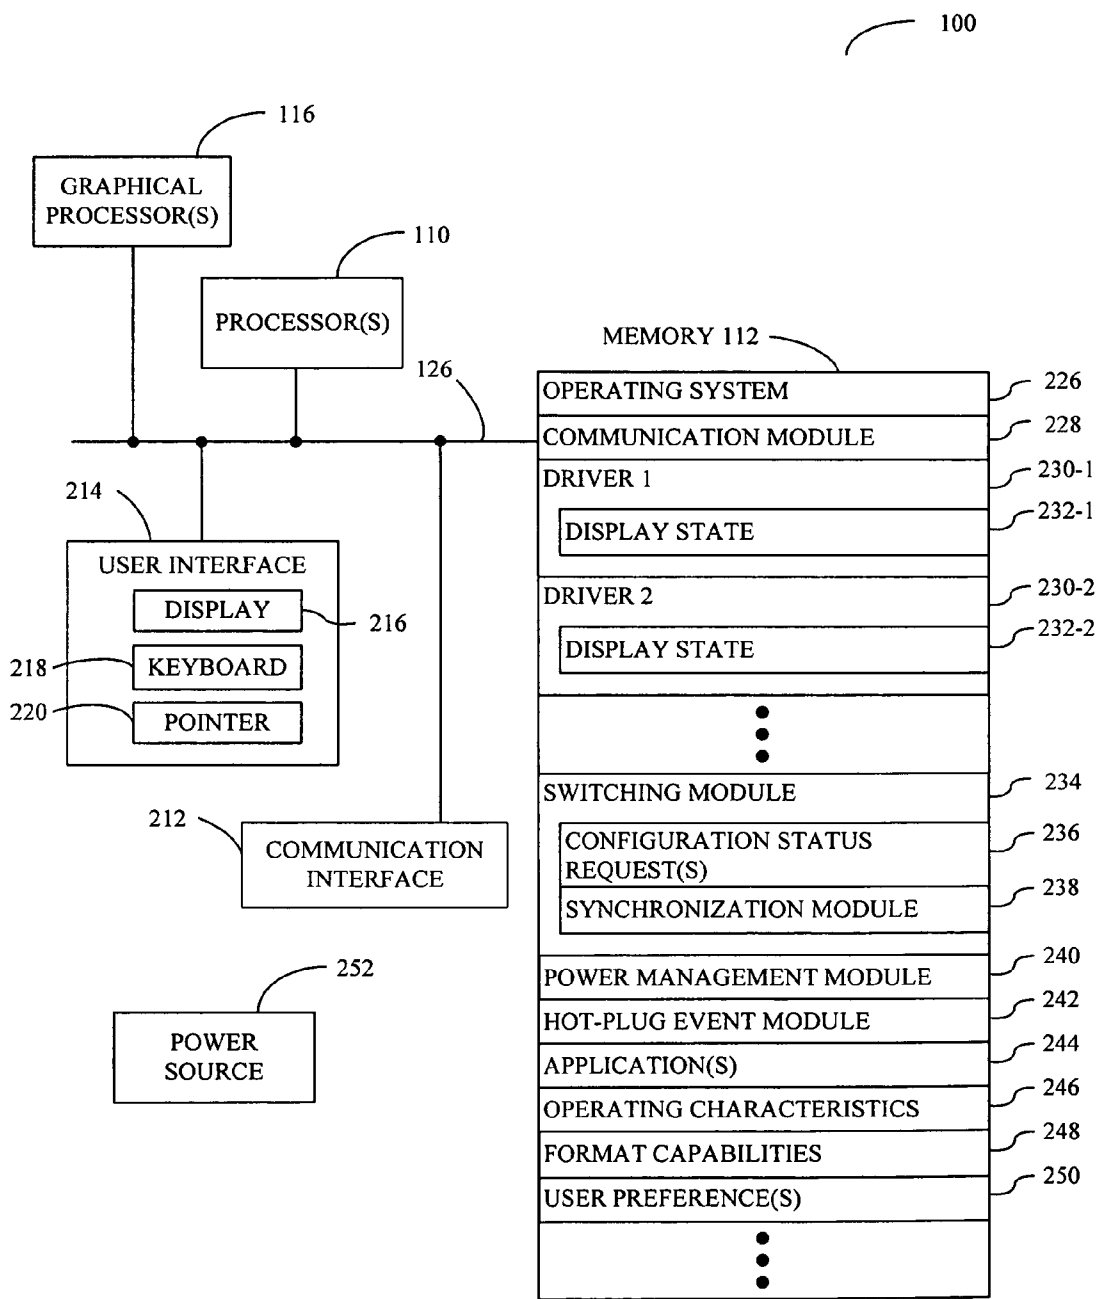 100
116
GRAPHICAL
PROCESSOR(S)
110
PROCESSOR(S)
126
MEMORY 112
OPERATING SYSTEM
226
COMMUNICATION MODULE
228
DRIVER 1
230-1
DISPLAY STATE
232-1
DRIVER 2
230-2
DISPLAY STATE
232-2
214
USER INTERFACE
DISPLAY
216
218
KEYBOARD
220
POINTER
SWITCHING MODULE
234
CONFIGURATION STATUS
REQUEST(S)
236
SYNCHRONIZATION MODULE
238
212
COMMUNICATION
INTERFACE
POWER MANAGEMENT MODULE
240
HOT-PLUG EVENT MODULE
242
APPLICATION(S)
244
OPERATING CHARACTERISTICS
246
FORMAT CAPABILITIES
248
USER PREFERENCE(S)
250
252
POWER
SOURCE